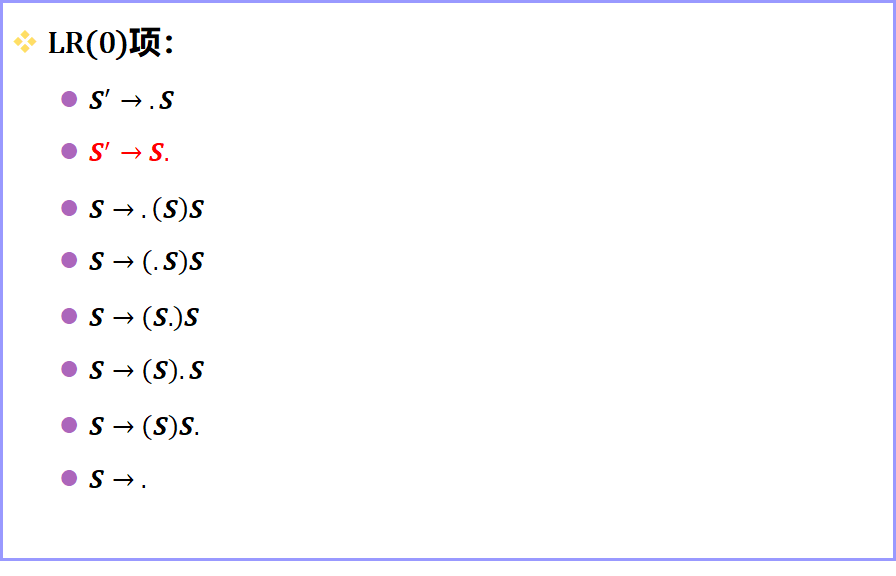 LR(0)项：
S′ → .S
S′ → S.
S → .(S)S
S → (.S)S
S → (S.)S
S → (S).S
S → (S)S.
S → .